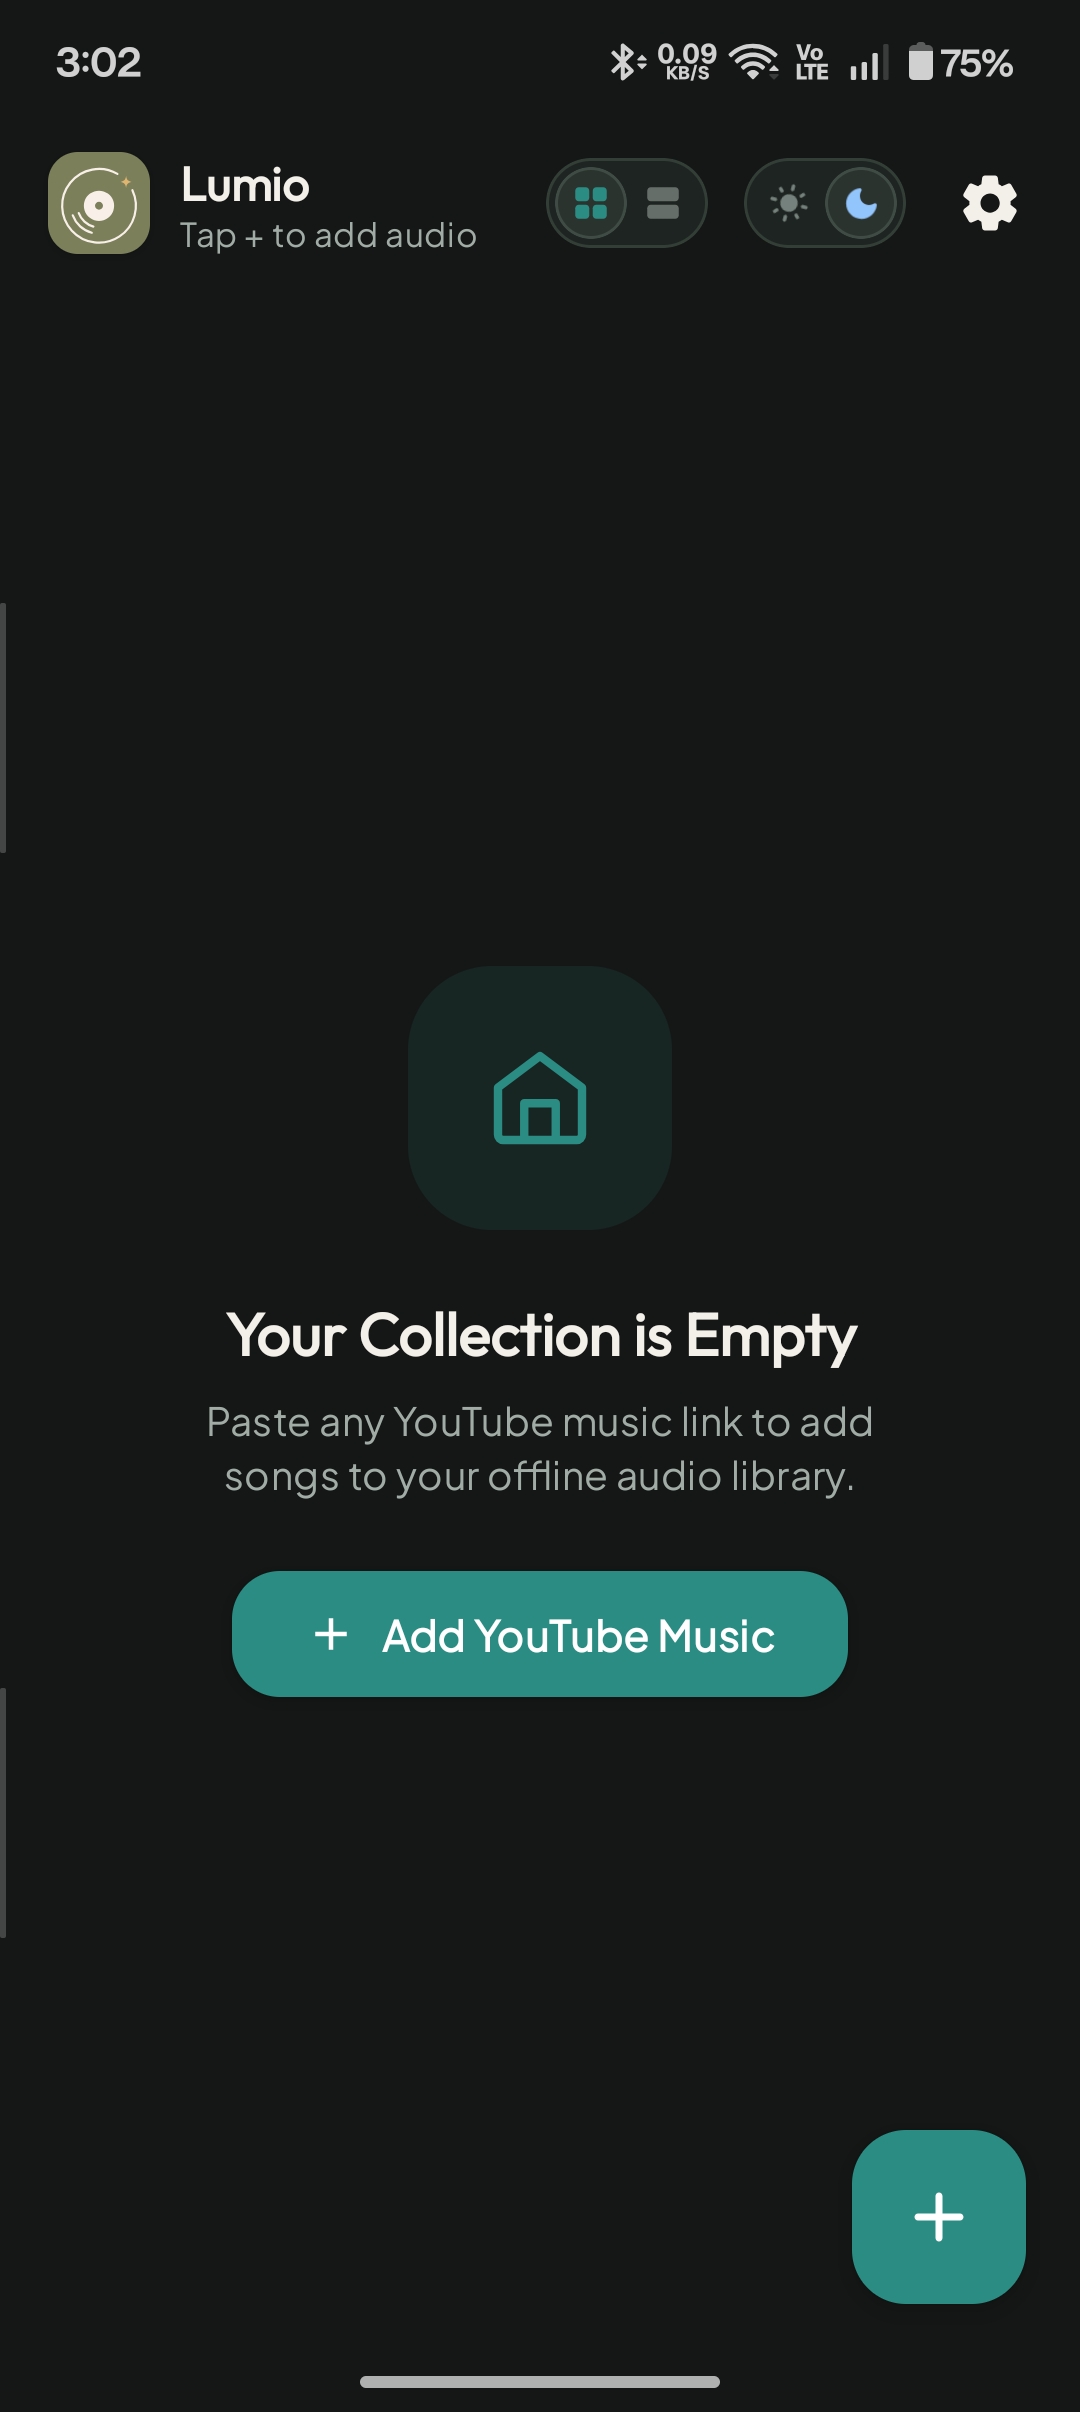 3:02
0.09
KB/S
Vo
LTE
75%
Lumio
Tap + to add audio
Your Collection is Empty
Paste any YouTube music link to add
songs to your offline audio library.
+ Add YouTube Music
+